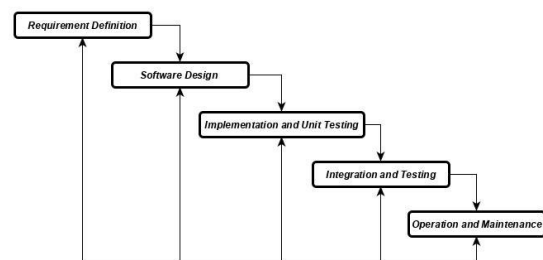 Requirement Definition
Software Design
Implementation and Unit Testing
Integration and Testing
Operation and Maintenance